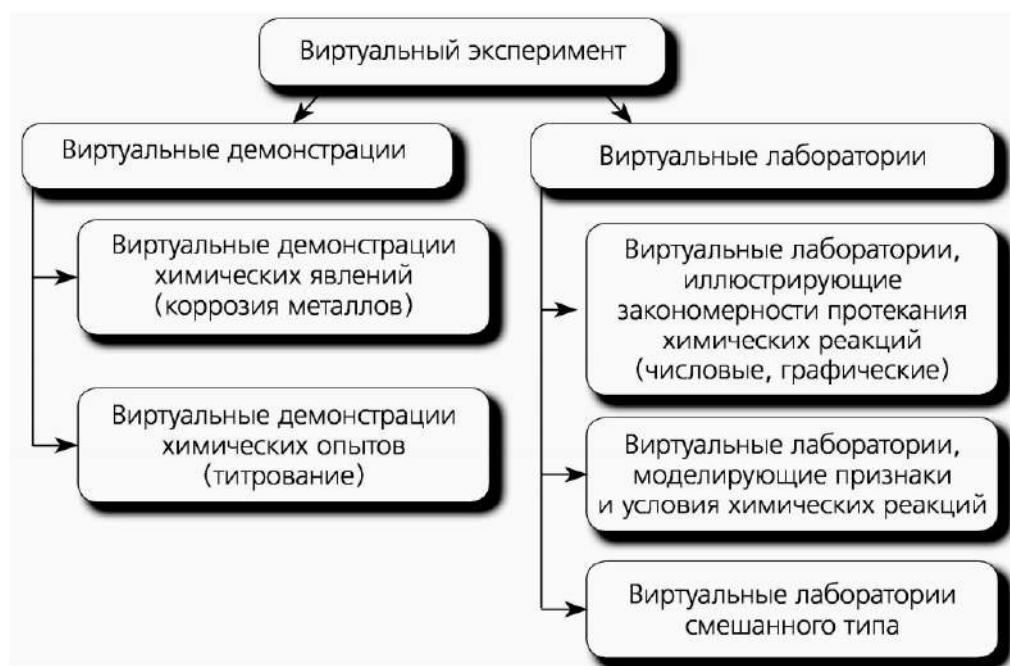 Виртуальный эксперимент
Виртуальные демонстрации
Виртуальные демонстрации
химических явлений
(коррозия металлов)
Виртуальные демонстрации
химических опытов
(титрование)
Виртуальные лаборатории
Виртуальные лаборатории,
иллюстрирующие
закономерности протекания
химических реакций
(числовые, графические)
Виртуальные лаборатории,
моделирующие признаки
и условия химических реакций
Виртуальные лаборатории
смешанного типа